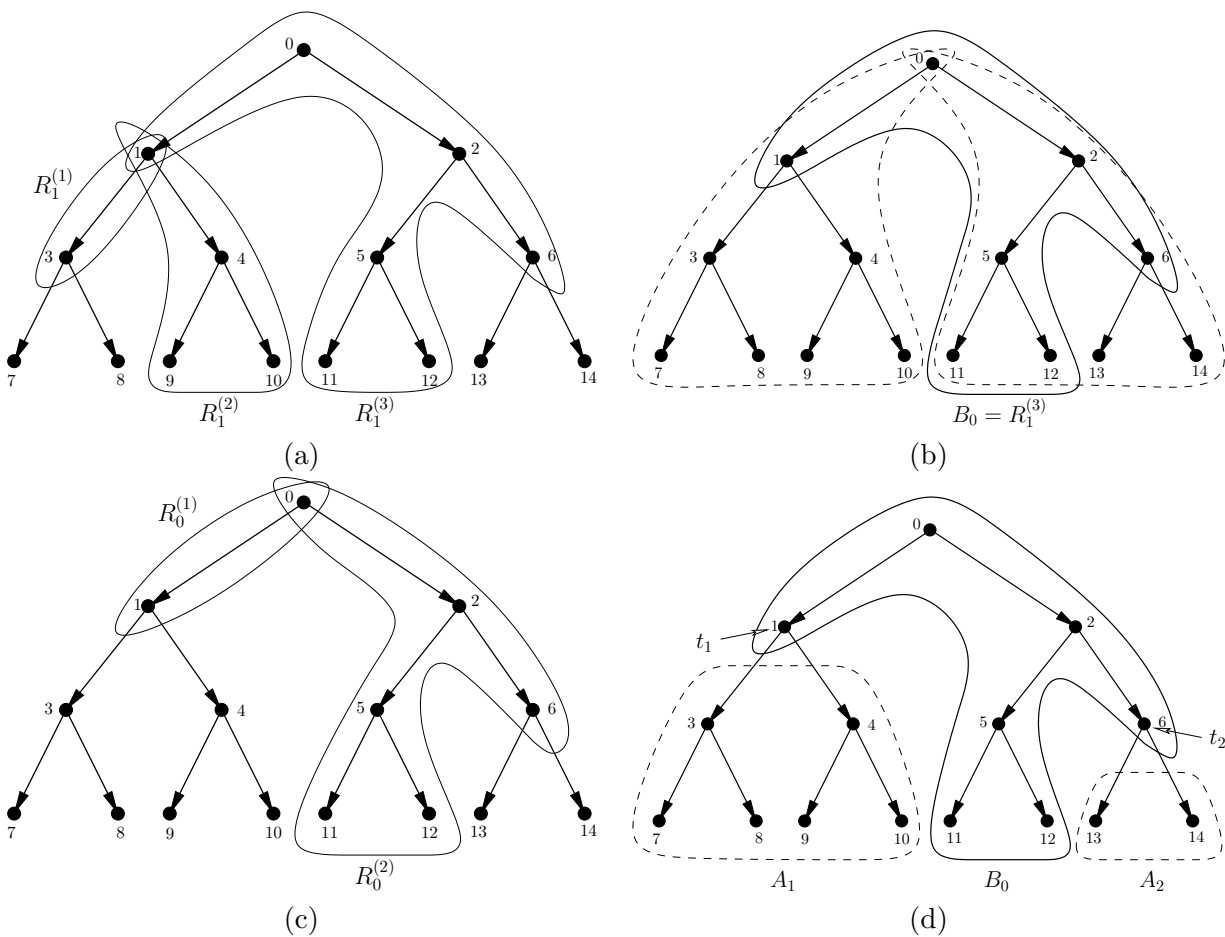 0
1 2
R_1^{(1)}
3 4 5 6
7 8 9 10 11 12 13 14
R_1^{(2)} R_1^{(3)}
(a)
0
1 2
3 4 5 6
7 8 9 10 11 12 13 14
B_0 = R_1^{(3)}
(b)
R_0^{(1)} 0
1 2
3 4 5 6
7 8 9 10 11 12 13 14
R_0^{(2)}
(c)
0
t_1 1 2
3 4 5 6 t_2
7 8 9 10 11 12 13 14
A_1 B_0 A_2
(d)